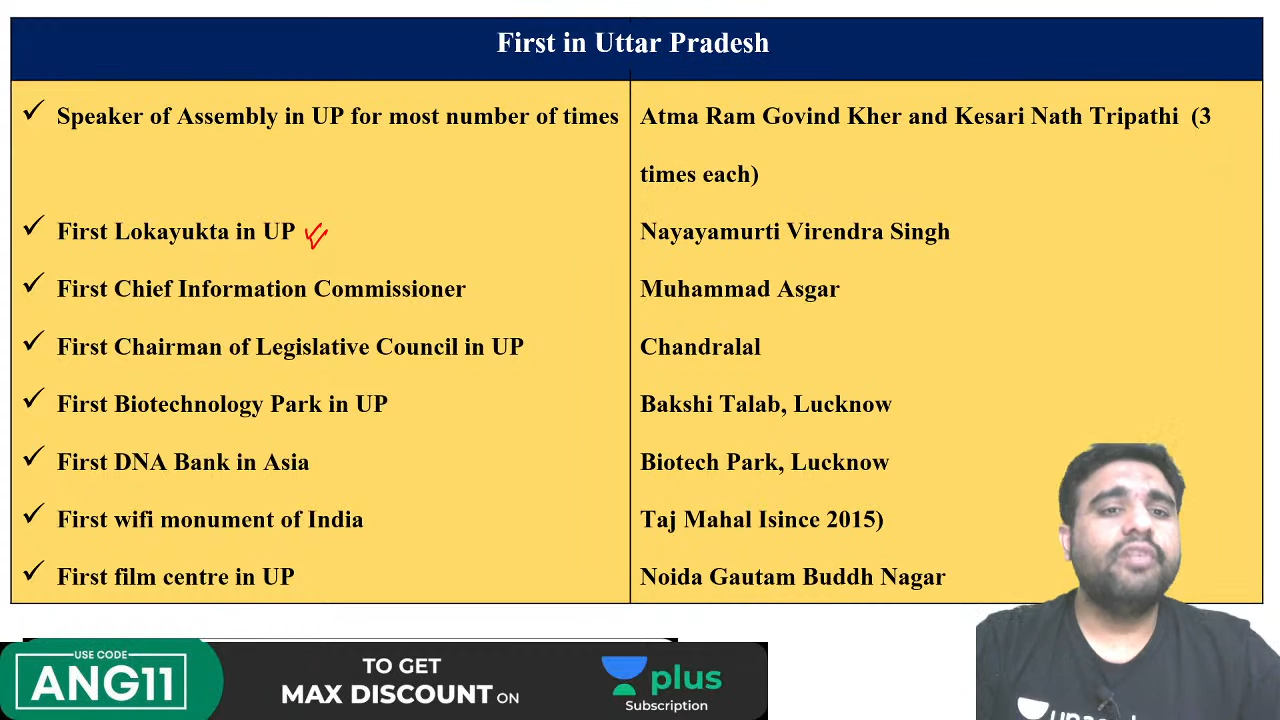 First in Uttar Pradesh
Speaker of Assembly in UP for most number of times
Atma Ram Govind Kher and Kesari Nath Tripathi (3
times each)
First Lokayukta in UP
Nayayamurti Virendra Singh
First Chief Information Commissioner
Muhammad Asgar
First Chairman of Legislative Council in UP
Chandralal
First Biotechnology Park in UP
Bakshi Talab, Lucknow
First DNA Bank in Asia
Biotech Park, Lucknow
First wifi monument of India
Taj Mahal Isince 2015)
First film centre in UP
Noida Gautam Buddh Nagar
USE CODE
ANG11
TO GET
MAX DISCOUNT ON
plus
Subscription